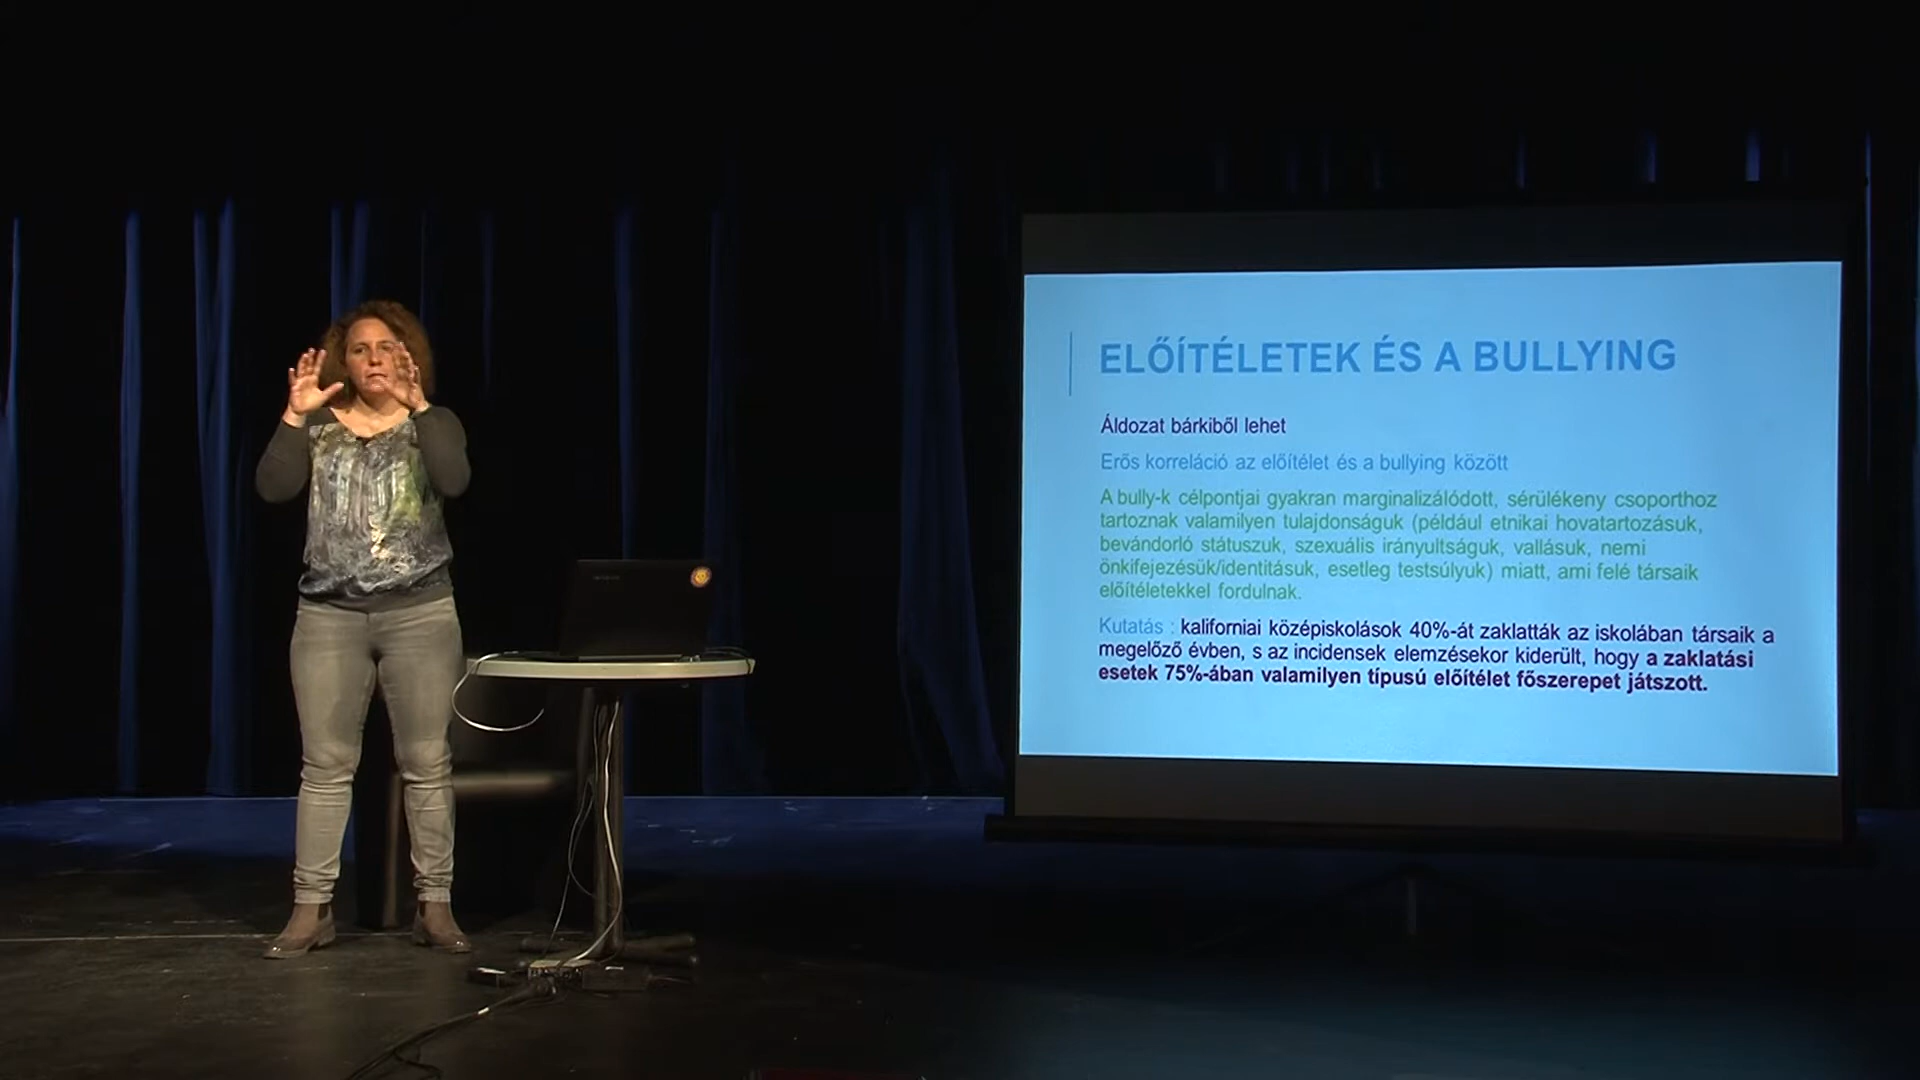 ELŐÍTÉLETEK ÉS A BULLYING
Áldozat bárkiből lehet
Erős korreláció az előítélet és a bullying között
A bully-k célpontjai gyakran marginalizálódott, sérülékeny csoporthoz
tartoznak valamilyen tulajdonságuk (például etnikai hovatartozásuk,
bevándorló státuszuk, szexuális irányultságuk, vallásuk, nemi
önkifejezésük/identitásuk, esetleg testsúlyuk) miatt, ami felé társaik
előítéletekkel fordulnak.
Kutatás : kaliforniai középiskolások 40%-át zaklatták az iskolában társaik a
megelőző évben, s az incidensek elemzésekor kiderült, hogy a zaklatási
esetek 75%-ában valamilyen típusú előítélet főszerepet játszott.